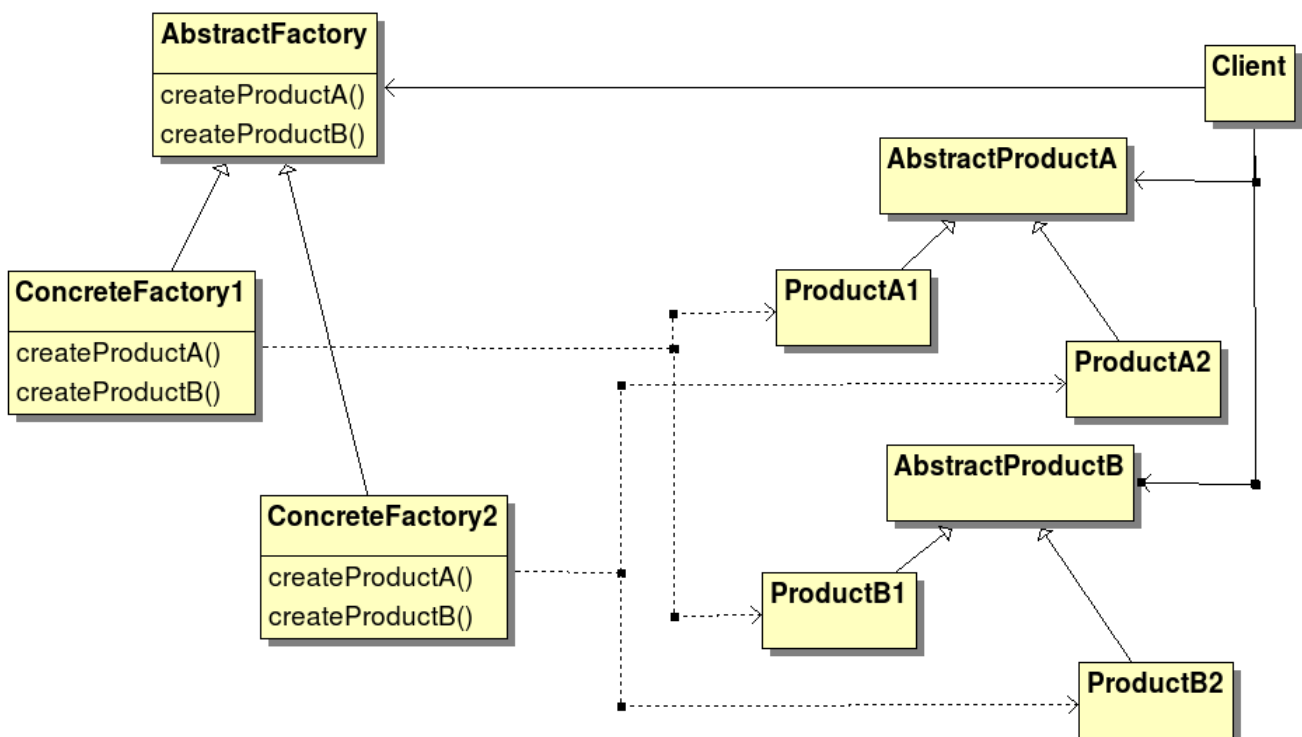 AbstractFactory
createProductA()
createProductB()
Client
AbstractProductA
ConcreteFactory1
createProductA()
createProductB()
ProductA1
ProductA2
AbstractProductB
ConcreteFactory2
createProductA()
createProductB()
ProductB1
ProductB2